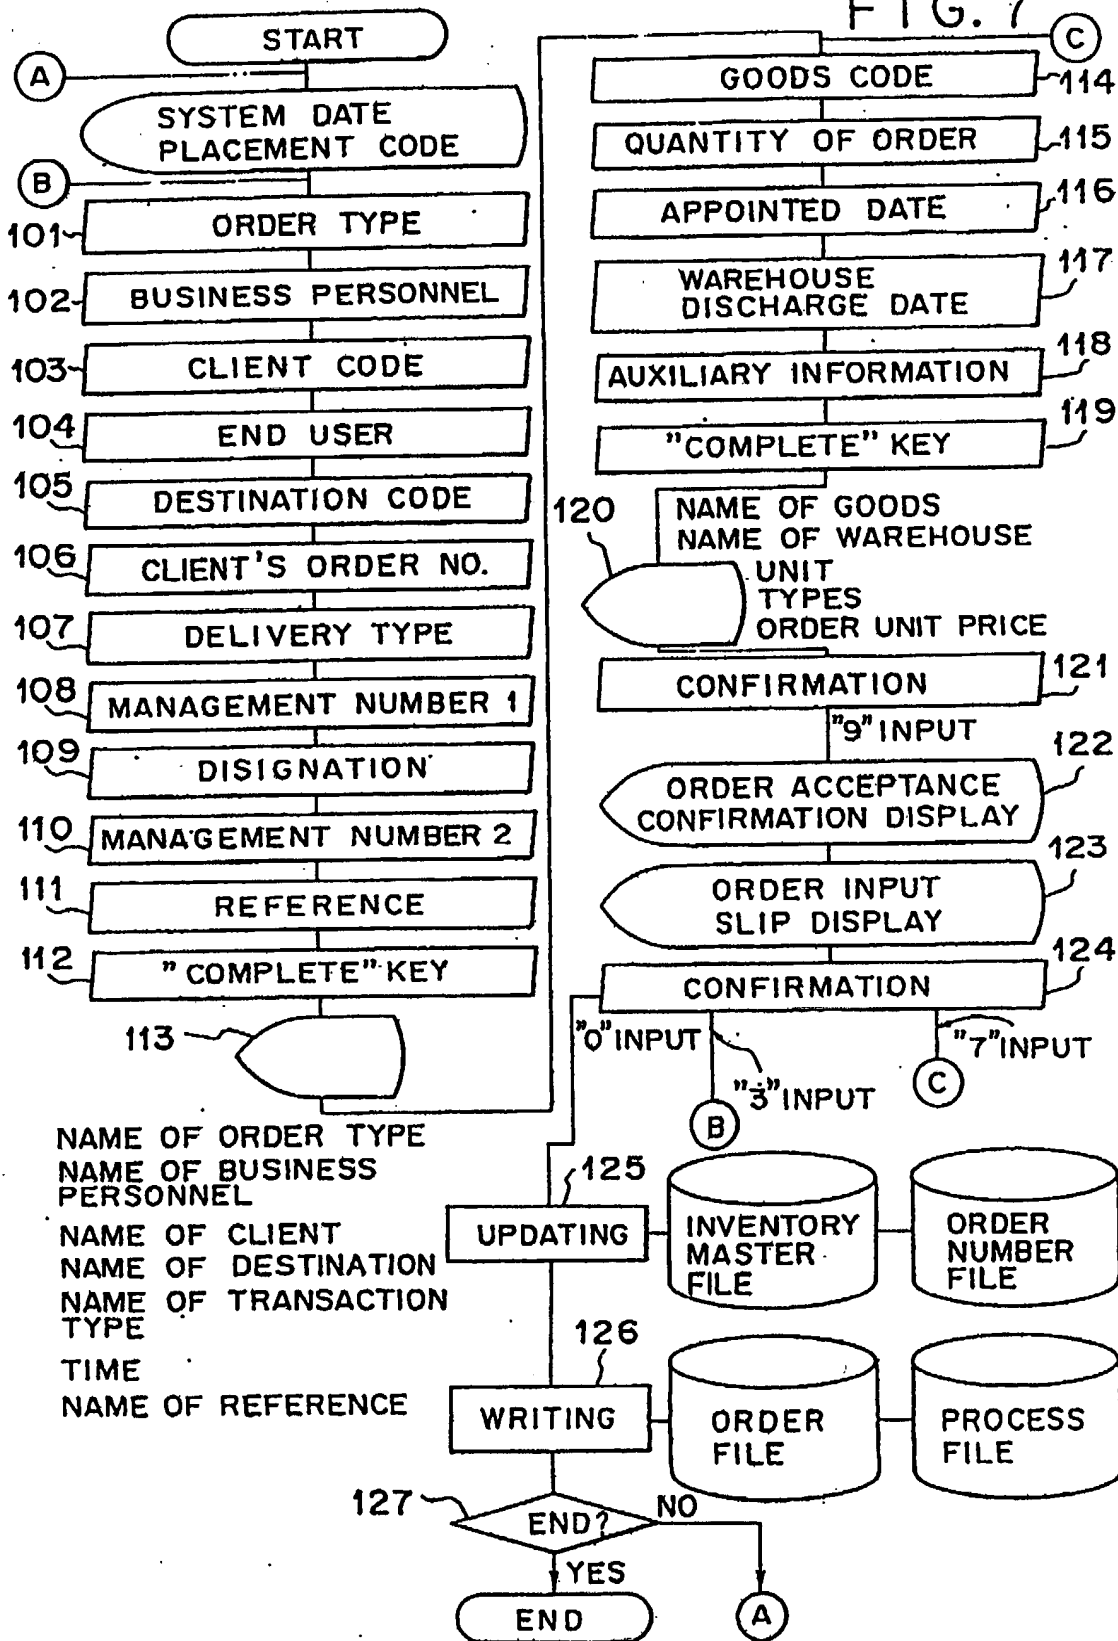 FIG. 7
START
A
SYSTEM DATE
PLACEMENT CODE
B
101
ORDER TYPE
102
BUSINESS PERSONNEL
103
CLIENT CODE
104
END USER
105
DESTINATION CODE
106
CLIENT'S ORDER NO.
107
DELIVERY TYPE
108
MANAGEMENT NUMBER 1
109
DISIGNATION
110
MANAGEMENT NUMBER 2
111
REFERENCE
112
"COMPLETE" KEY
113
NAME OF ORDER TYPE
NAME OF BUSINESS
PERSONNEL
NAME OF CLIENT
NAME OF DESTINATION
NAME OF TRANSACTION
TYPE
TIME
NAME OF REFERENCE
C
GOODS CODE
114
QUANTITY OF ORDER
115
APPOINTED DATE
116
WAREHOUSE
DISCHARGE DATE
117
AUXILIARY INFORMATION
118
"COMPLETE" KEY
119
120
NAME OF GOODS
NAME OF WAREHOUSE
UNIT
TYPES
ORDER UNIT PRICE
CONFIRMATION
121
"9" INPUT
ORDER ACCEPTANCE
CONFIRMATION DISPLAY
122
ORDER INPUT
SLIP DISPLAY
123
CONFIRMATION
124
"0" INPUT
"3" INPUT
"7" INPUT
B
C
125
UPDATING
INVENTORY
MASTER
FILE
ORDER
NUMBER
FILE
126
WRITING
ORDER
FILE
PROCESS
FILE
127
END?
NO
YES
END
A